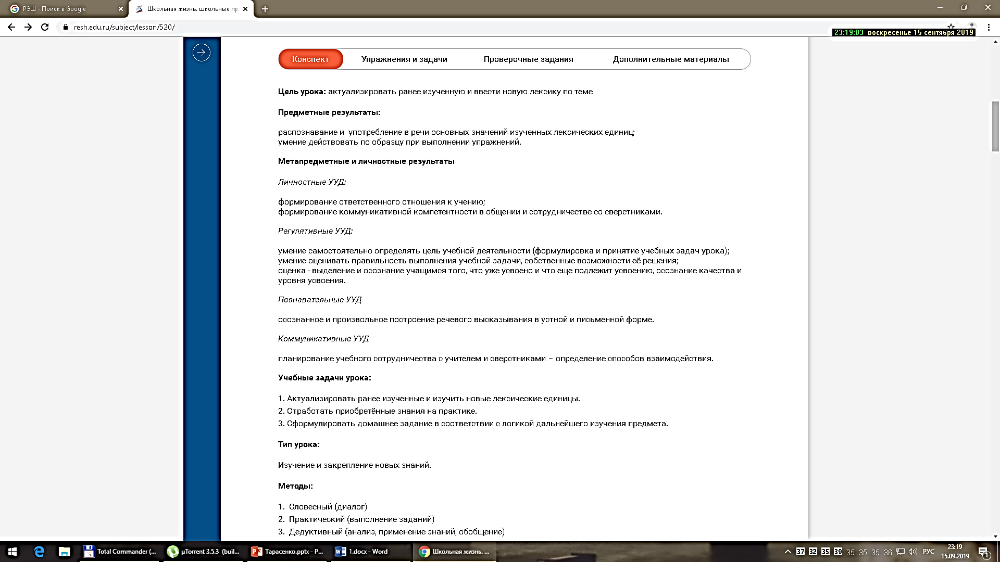 РЭШ - Поиск в Google
Школьная жизнь. школьные пр
resh.edu.ru/subject/lesson/520/
23:19:03 воскресенье 15 сентября 2019
Конспект Упражнения и задачи Проверочные задания Дополнительные материалы
Цель урока: актуализировать ранее изученную и ввести новую лексику по теме
Предметные результаты:
распознавание и употребление в речи основных значений изученных лексических единиц;
умение действовать по образцу при выполнении упражнений.
Метапредметные и личностные результаты
Личностные УУД:
формирование ответственного отношения к учению;
формирование коммуникативной компетентности в общении и сотрудничестве со сверстниками.
Регулятивные УУД:
умение самостоятельно определять цель учебной деятельности (формулировка и принятие учебных задач урока);
умение оценивать правильность выполнения учебной задачи, собственные возможности её решения;
оценка - выделение и осознание учащимся того, что уже усвоено и что еще подлежит усвоению, осознание качества и
уровня усвоения.
Познавательные УУД
осознанное и произвольное построение речевого высказывания в устной и письменной форме.
Коммуникативные УУД
планирование учебного сотрудничества с учителем и сверстниками – определение способов взаимодействия.
Учебные задачи урока:
1. Актуализировать ранее изученные и изучить новые лексические единицы.
2. Отработать приобретённые знания на практике.
3. Сформулировать домашнее задание в соответствии с логикой дальнейшего изучения предмета.
Тип урока:
Изучение и закрепление новых знаний.
Методы:
1. Словесный (диалог)
2. Практический (выполнение заданий)
3. Дедуктивный (анализ, применение знаний, обобщение)
Total Commander (... µTorrent 3.5.3 (buil... Тарасенко.pptx - P... 1.docx - Word Школьная жизнь. ... 37 32 35 39 35 35 35 36 РУС 23:19
15.09.2019 1